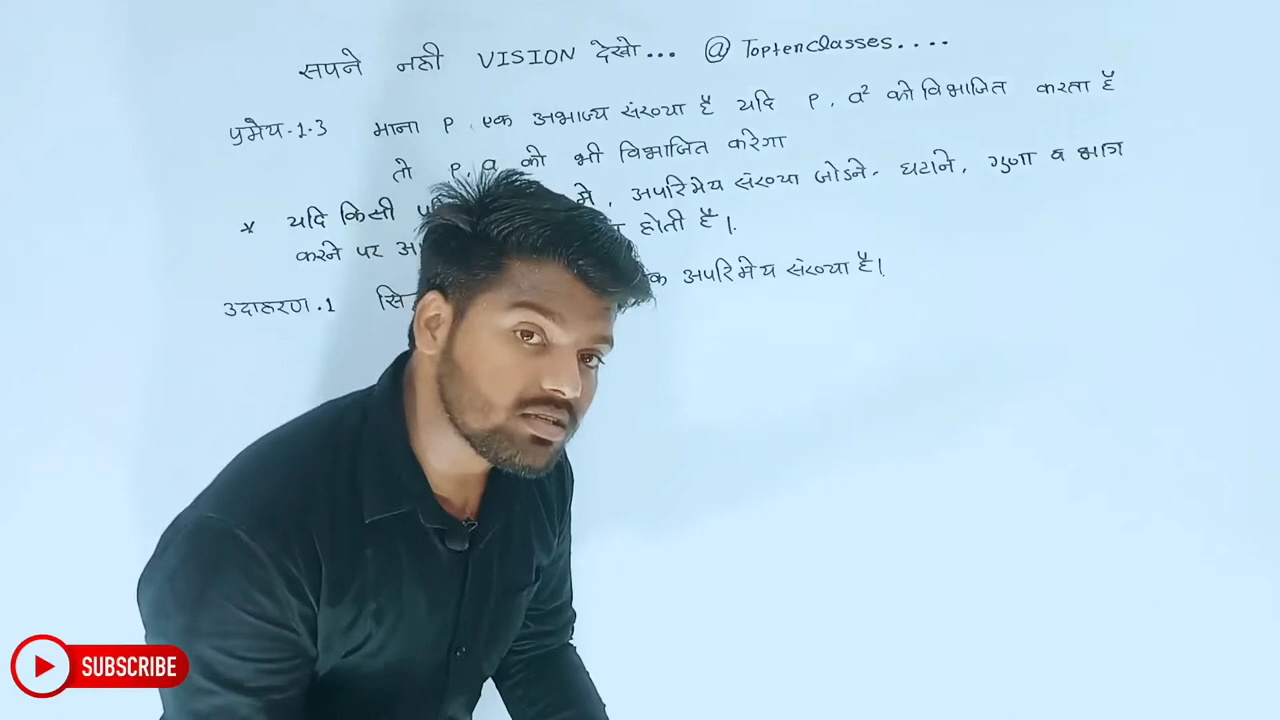 सपने नही VISION देखो... @ Toptenclasses....
प्रमेय-1.3 माना P, एक अभाज्य संख्या है यदि P, a² को विभाजित करता है
तो P, a को भी विभाजित करेगा
* यदि किसी में, अपरिमेय संख्या जोडने, घटाने, गुणा व भाग
करने पर होती है।
उदाहरण.1 अपरिमेय संख्या है।
SUBSCRIBE